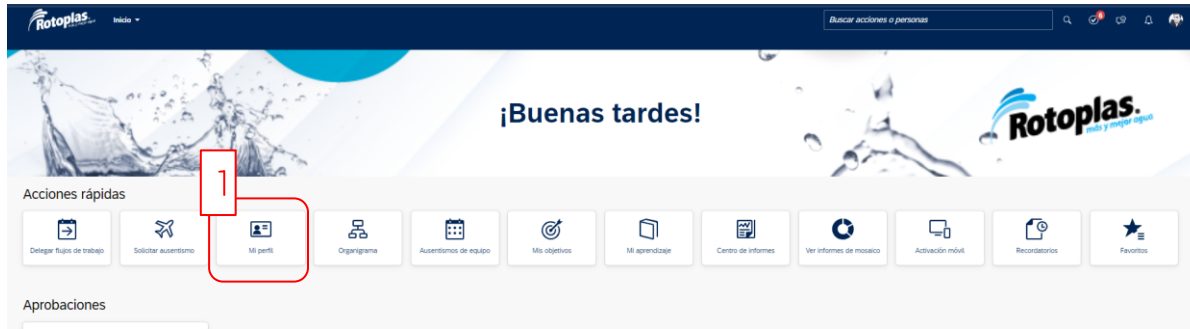 Rotoplas
Inicio
Buscar acciones o personas
6
¡Buenas tardes!
Rotoplas.
más y mejor agua
1
Acciones rápidas
Delegar flujos de trabajo
Solicitar ausentismo
Mi perfil
Organigrama
Ausentismos de equipo
Mis objetivos
Mi aprendizaje
Centro de informes
Ver informes de mosaico
Activación móvil
Recordatorios
Favoritos
Aprobaciones